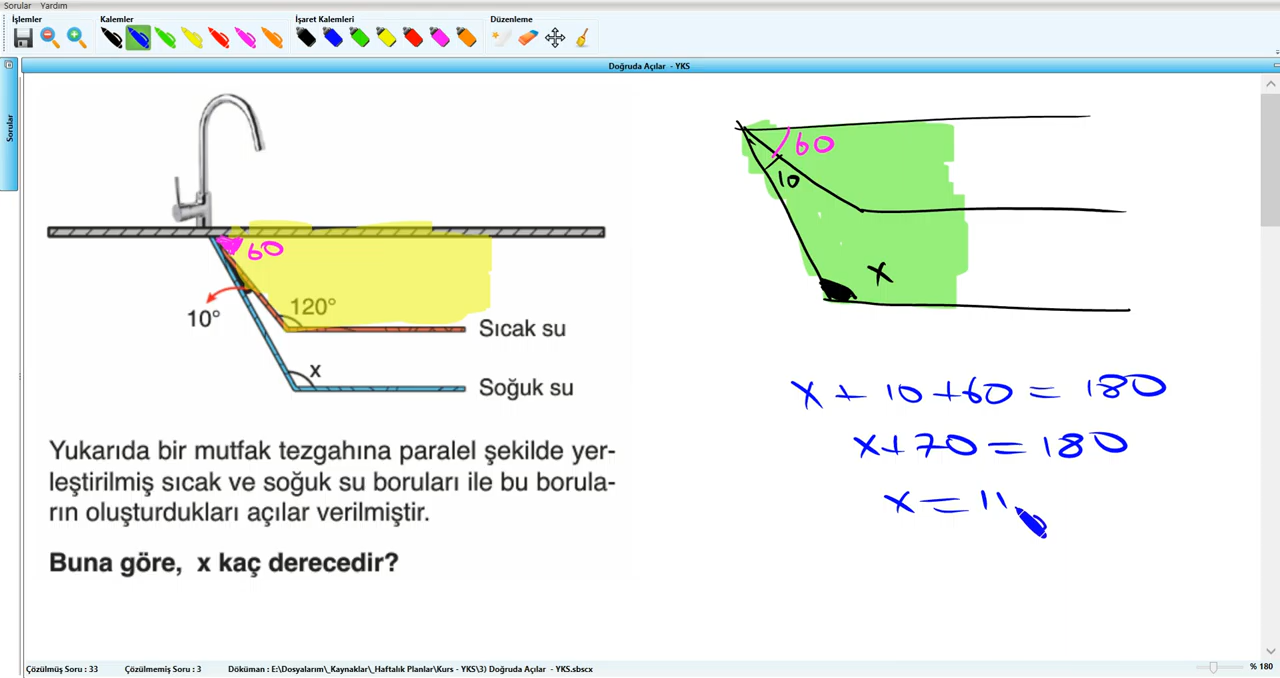 Sorular Yardım
İşlemler Kalemler İşaret Kalemleri Düzenleme
Doğruda Açılar - YKS
Sorular
60
10°
120°
Sıcak su
x
Soğuk su
Yukarıda bir mutfak tezgahına paralel şekilde yer-
leştirilmiş sıcak ve soğuk su boruları ile bu borula-
rın oluşturdukları açılar verilmiştir.
Buna göre, x kaç derecedir?
60
10
x
x + 10 + 60 = 180
x + 70 = 180
x = 11
Çözülmüş Soru : 33 Çözülmemiş Soru : 3 Döküman : E:\Dosyalarım\_Kaynaklar\_Haftalık Planlar\Kurs - YKS\3) Doğruda Açılar - YKS.sbscx % 180